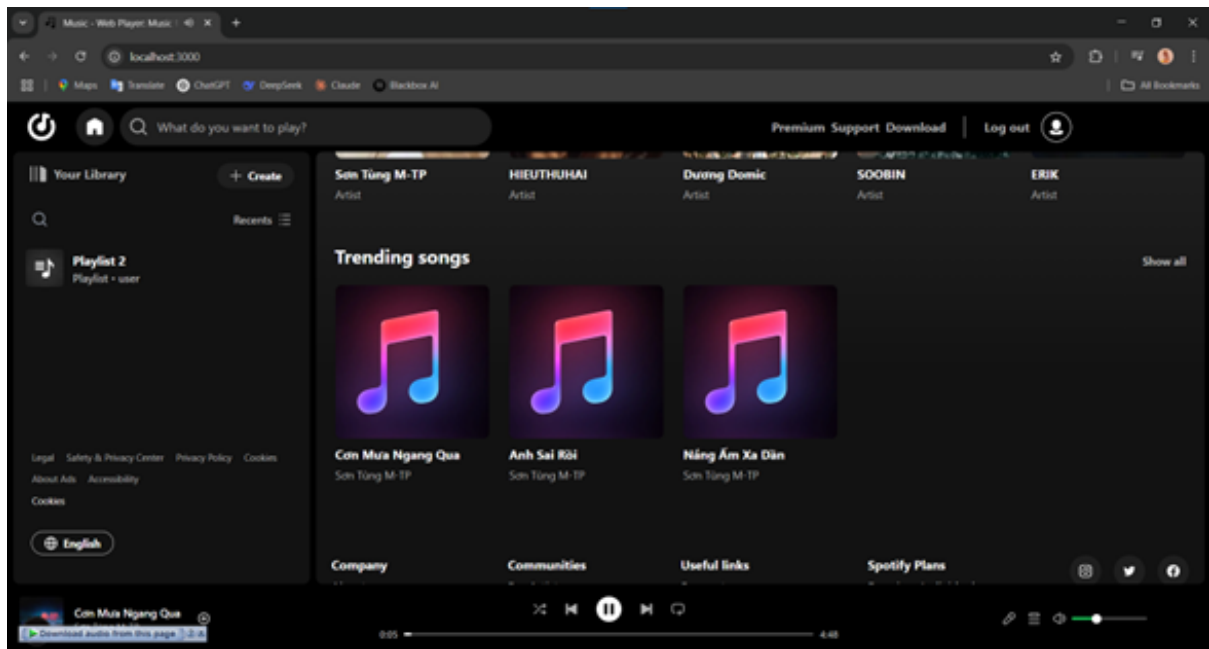 Music - Web Player: Music
localhost:3000
Maps Translate ChatGPT DeepSeek Claude Blackbox AI All Bookmarks
What do you want to play? Premium Support Download Log out
Your Library + Create
Recents
Playlist 2
Playlist • user
Legal Safety & Privacy Center Privacy Policy Cookies
About Ads Accessibility
Cookies
English
Sơn Tùng M-TP HIEUTHUHAI Dương Domic SOOBIN ERIK
Artist Artist Artist Artist Artist
Trending songs Show all
Cơn Mưa Ngang Qua Anh Sai Rồi Nắng Ấm Xa Dần
Sơn Tùng M-TP Sơn Tùng M-TP Sơn Tùng M-TP
Company Communities Useful links Spotify Plans
Cơn Mưa Ngang Qua
Download audio from this page
0:05 4:48